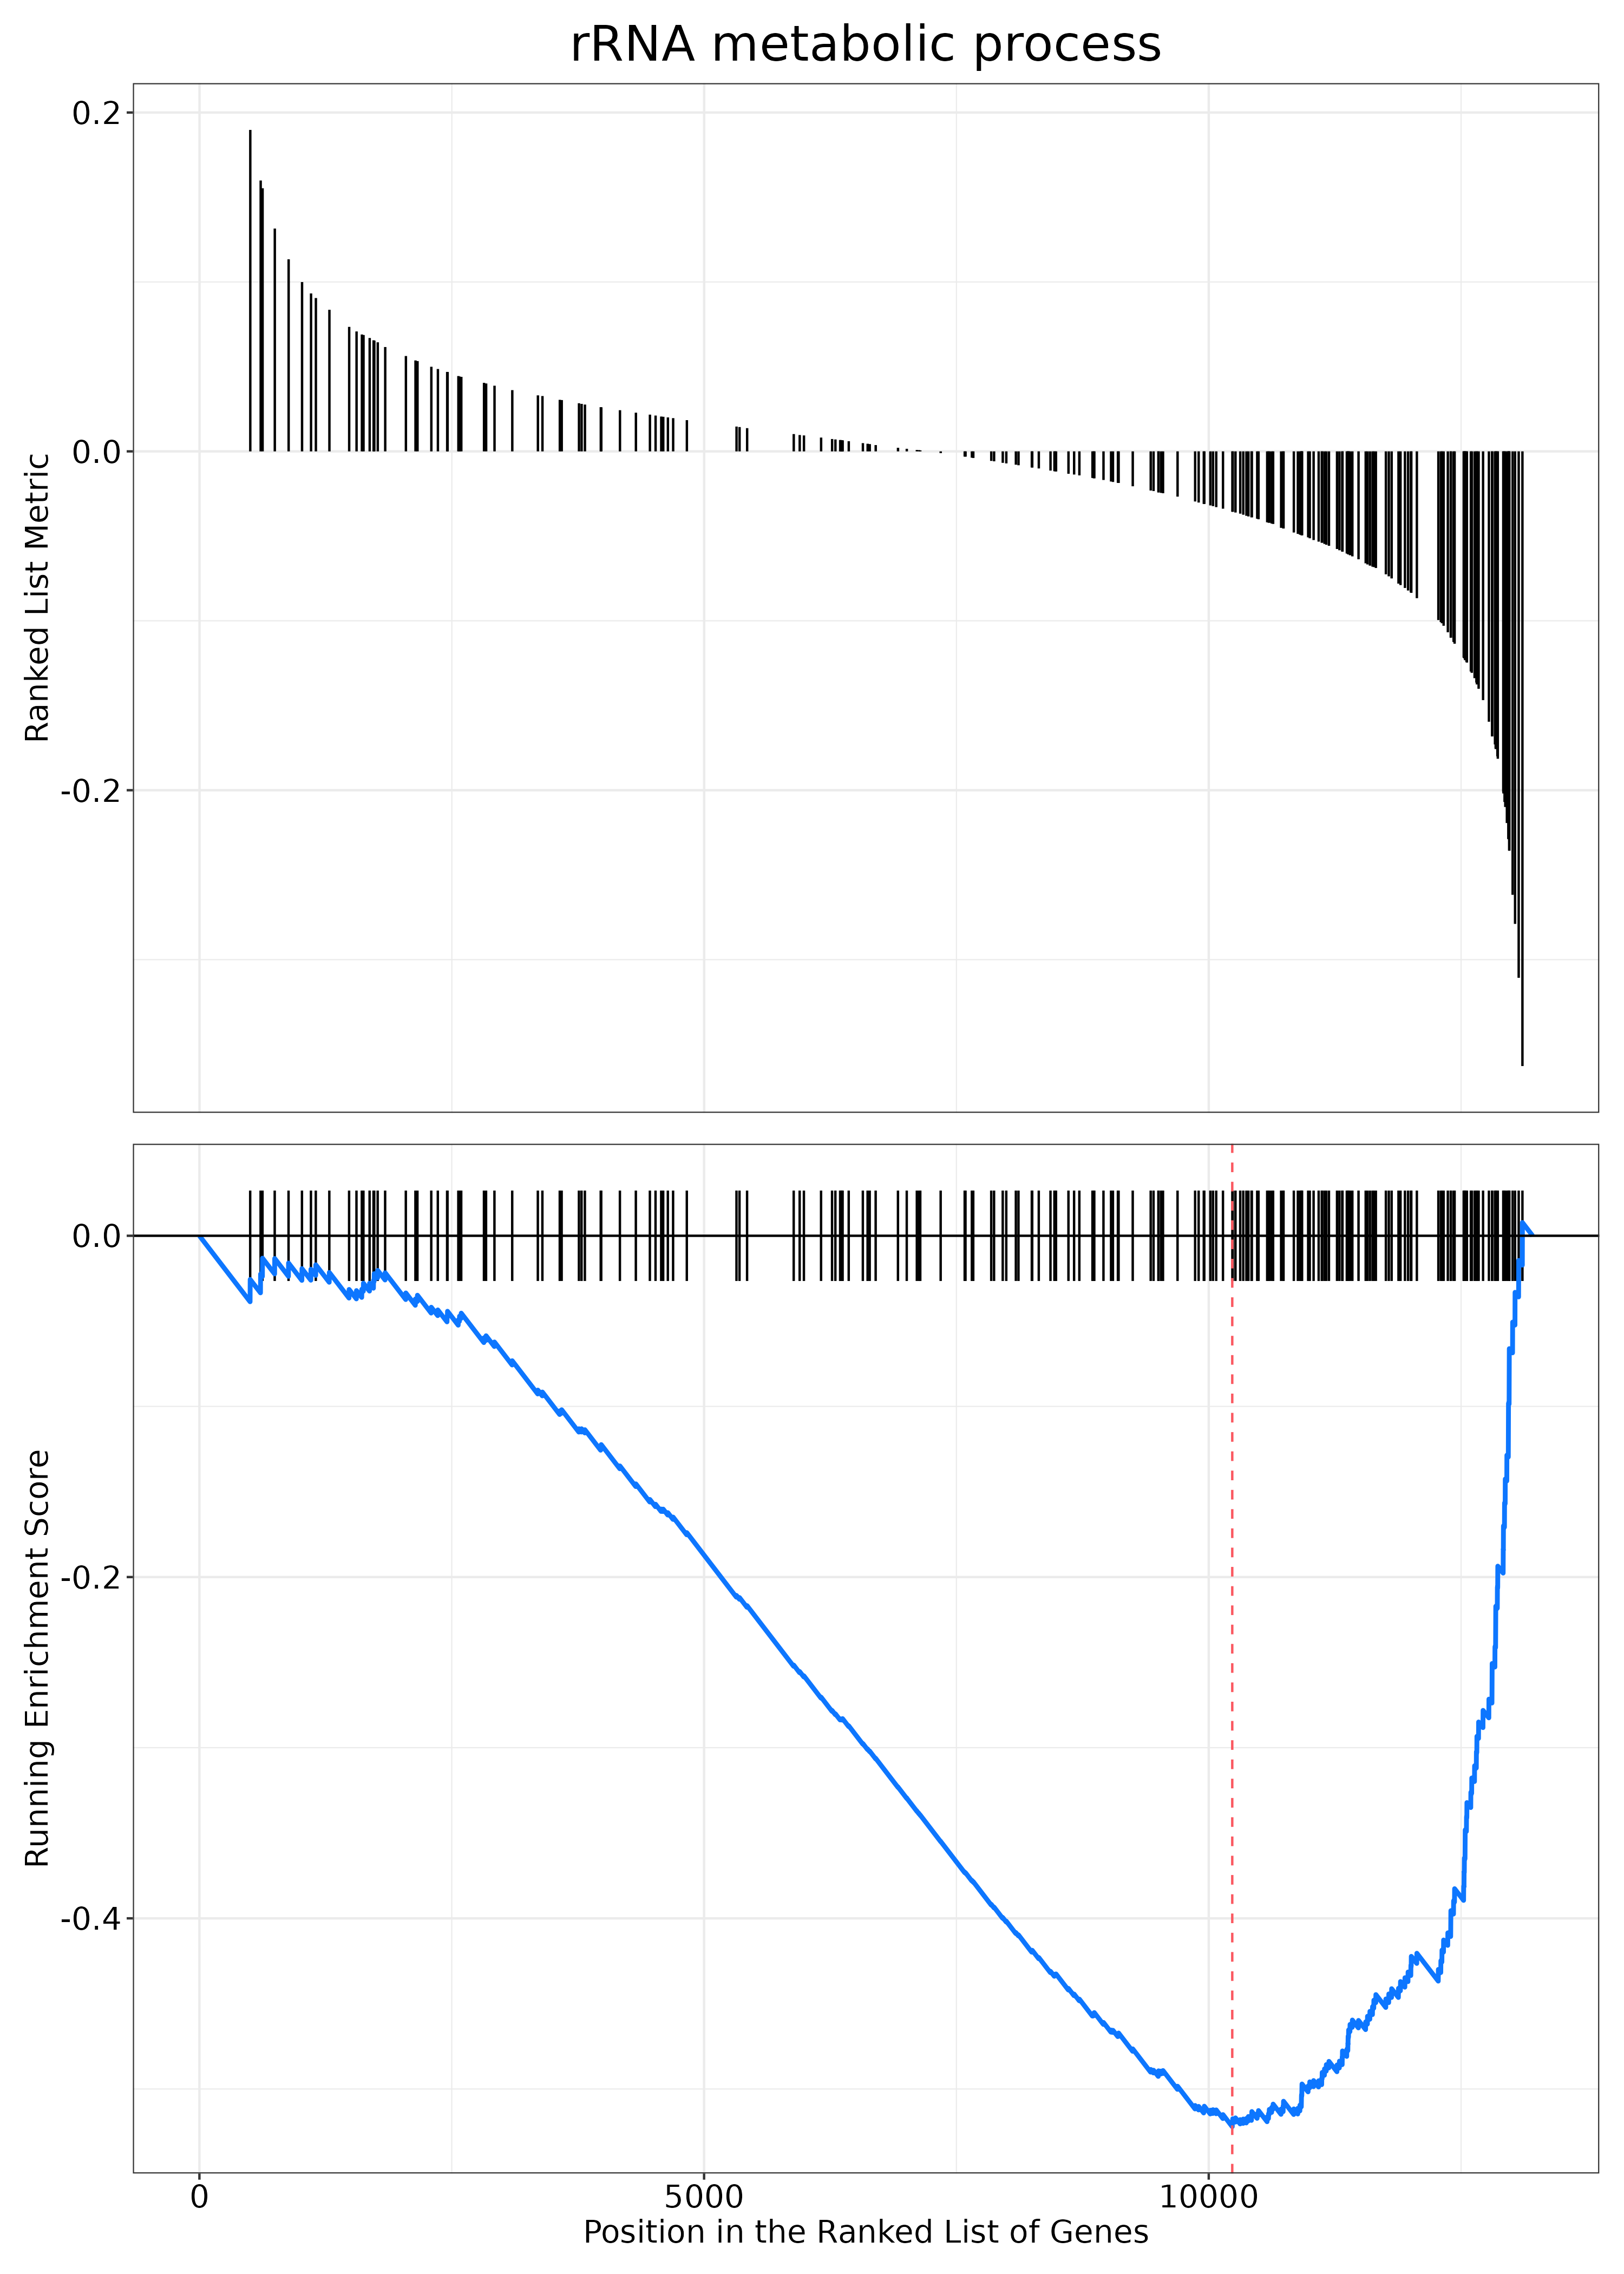 rRNA metabolic process
0.2
0.0
-0.2
Ranked List Metric
0.0
-0.2
-0.4
Running Enrichment Score
0
5000
10000
Position in the Ranked List of Genes